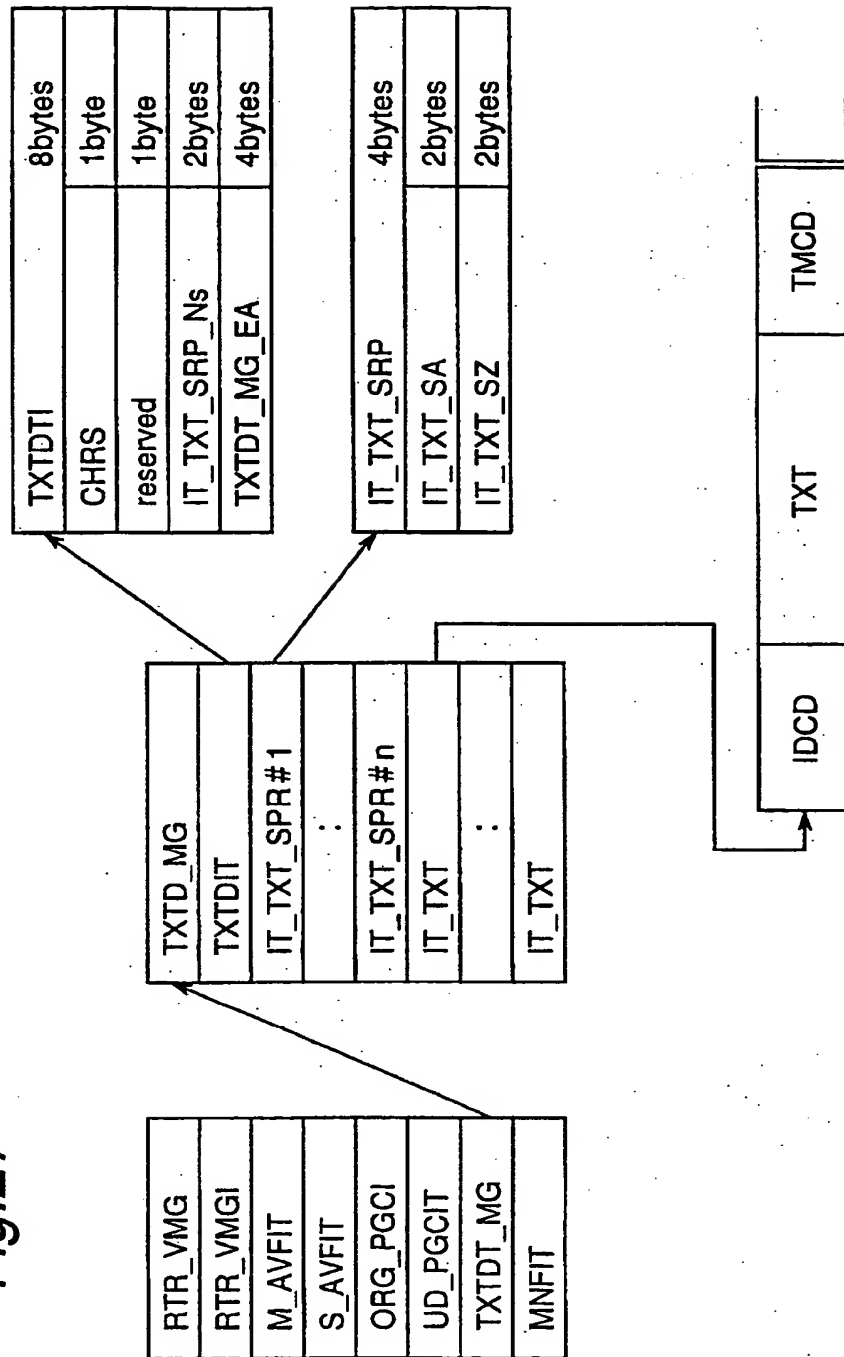 RTR_VMG
RTR_VMGI
M_AVFIT
S_AVFIT
ORG_PGCI
UD_PGCIT
TXTDT_MG
MNFIT
TXTD_MG
TXTDIT
IT_TXT_SPR#1
:
IT_TXT_SPR#n
IT_TXT
:
IT_TXT
TXTDTI 8bytes
CHRS 1byte
reserved 1byte
IT_TXT_SRP_Ns 2bytes
TXTDT_MG_EA 4bytes
IT_TXT_SRP 4bytes
IT_TXT_SA 2bytes
IT_TXT_SZ 2bytes
IDCD TXT TMCD